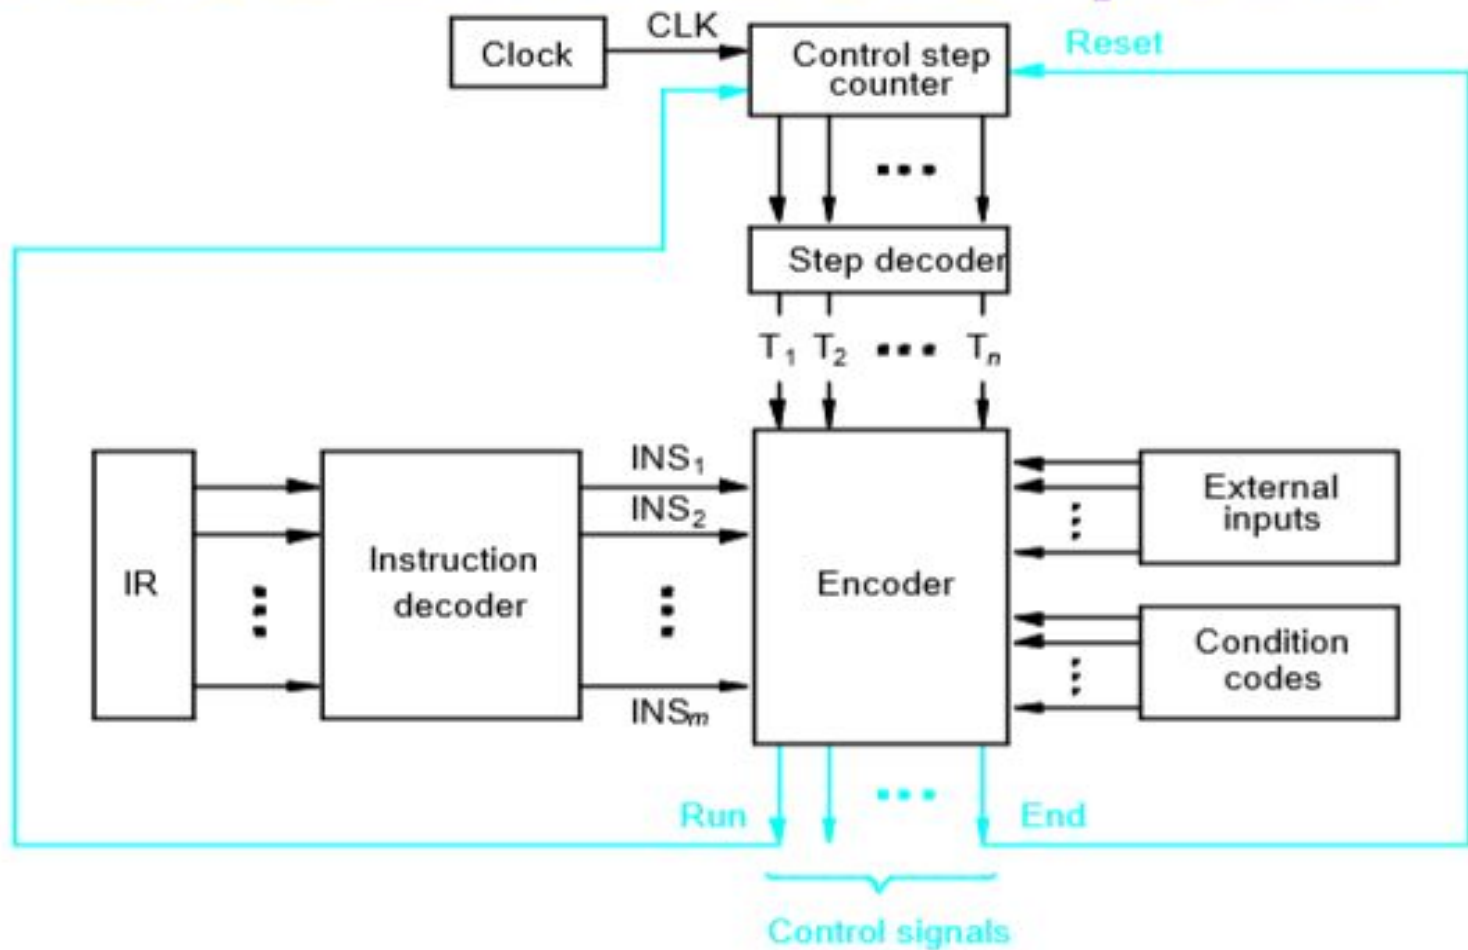 Clock
CLK
Control step
counter
Reset
Step decoder
T1 T2 Tn
IR
Instruction
decoder
INS1
INS2
INSm
Encoder
External
inputs
Condition
codes
Run
End
Control signals